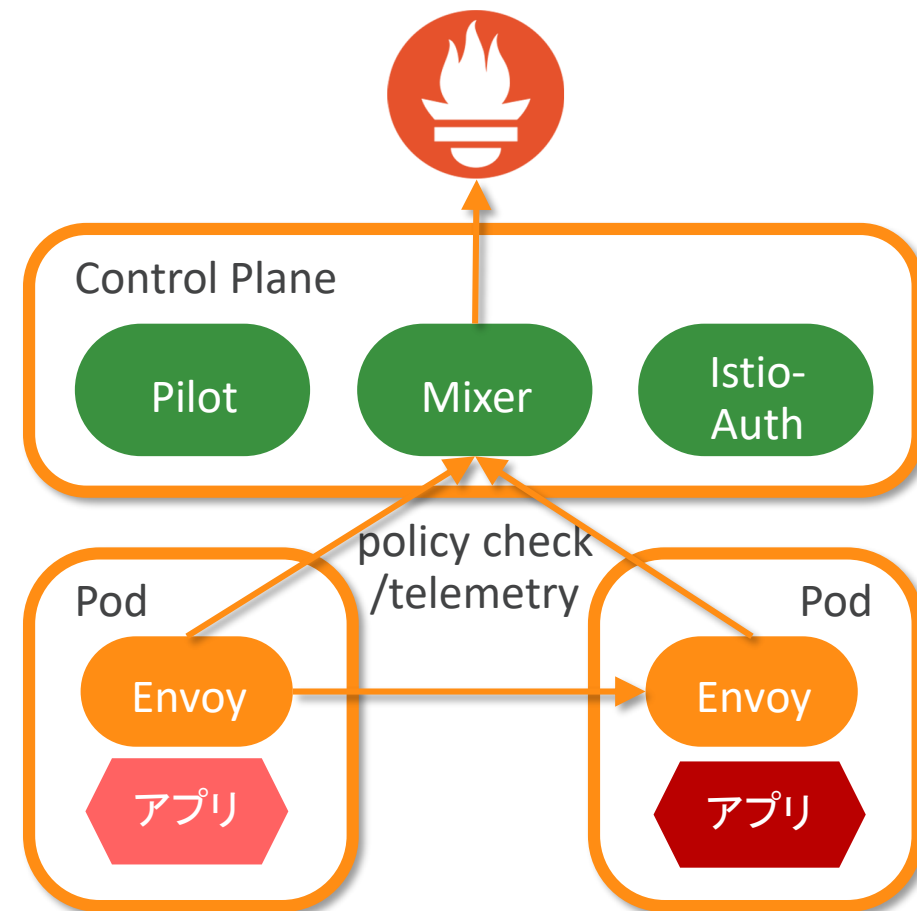 Control Plane
Pilot
Mixer
Istio-
Auth
policy check
/telemetry
Pod
Pod
Envoy
Envoy
アプリ
アプリ